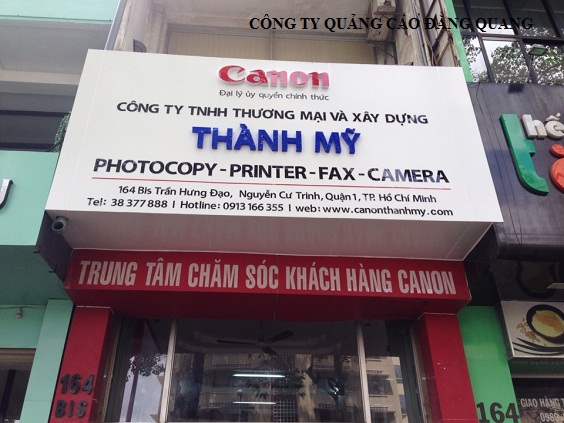 CÔNG TY QUẢNG CÁO ĐĂNG QUANG
Canon
Đại lý ủy quyền chính thức
CÔNG TY TNHH THƯƠNG MẠI VÀ XÂY DỰNG
THÀNH MỸ
PHOTOCOPY - PRINTER - FAX - CAMERA
164 Bis Trần Hưng Đạo, Nguyễn Cư Trinh, Quận 1, TP. Hồ Chí Minh
Tel: 38 377 888 | Hotline: 0913 166 355 | web: www.canonthanhmy.com
TRUNG TÂM CHĂM SÓC KHÁCH HÀNG CANON
164
BIS
164
GIAO HÀNG